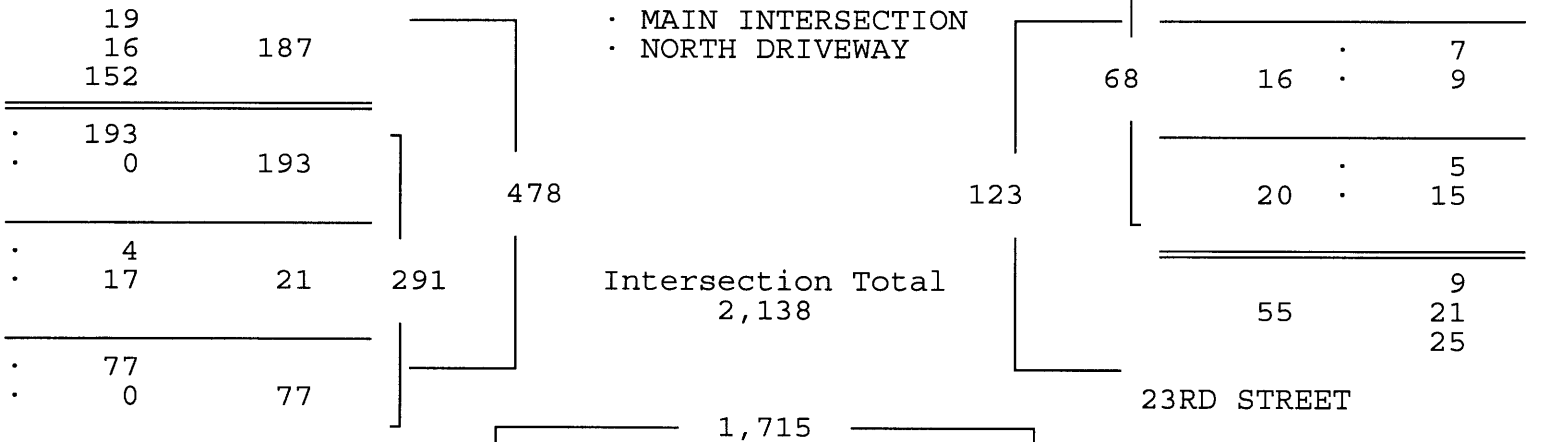 19
· MAIN INTERSECTION
16 187
· NORTH DRIVEWAY
: 7
152
68 16 · 9
: 193
· 0 193
: 5
478
123
20 · 15
: 4
· 17 21 291
Intersection Total
9
2,138
55 21
25
: 77
· 0 77
23RD STREET
1,715